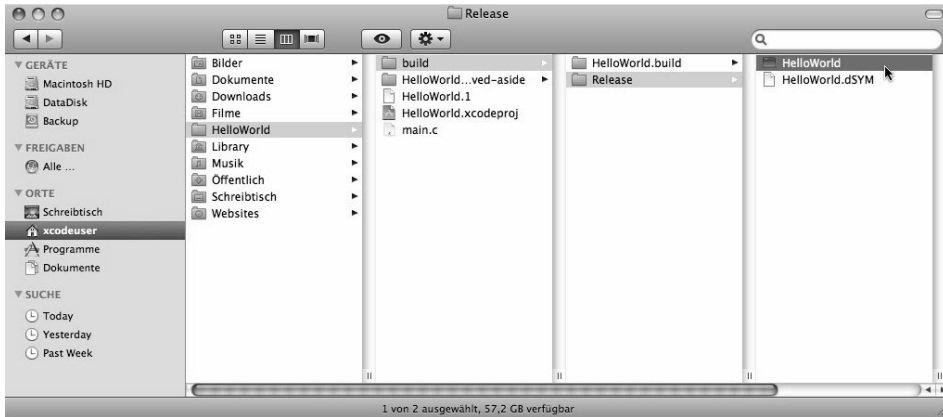 Release
GERÄTE
Macintosh HD
DataDisk
Backup
FREIGABEN
Alle ...
ORTE
Schreibtisch
xcodeuser
Programme
Dokumente
SUCHE
Today
Yesterday
Past Week
Bilder
Dokumente
Downloads
Filme
HelloWorld
Library
Musik
Öffentlich
Schreibtisch
Websites
build
HelloWorld...ved-aside
HelloWorld.1
HelloWorld.xcodeproj
main.c
HelloWorld.build
Release
HelloWorld
HelloWorld.dSYM
1 von 2 ausgewählt, 57,2 GB verfügbar